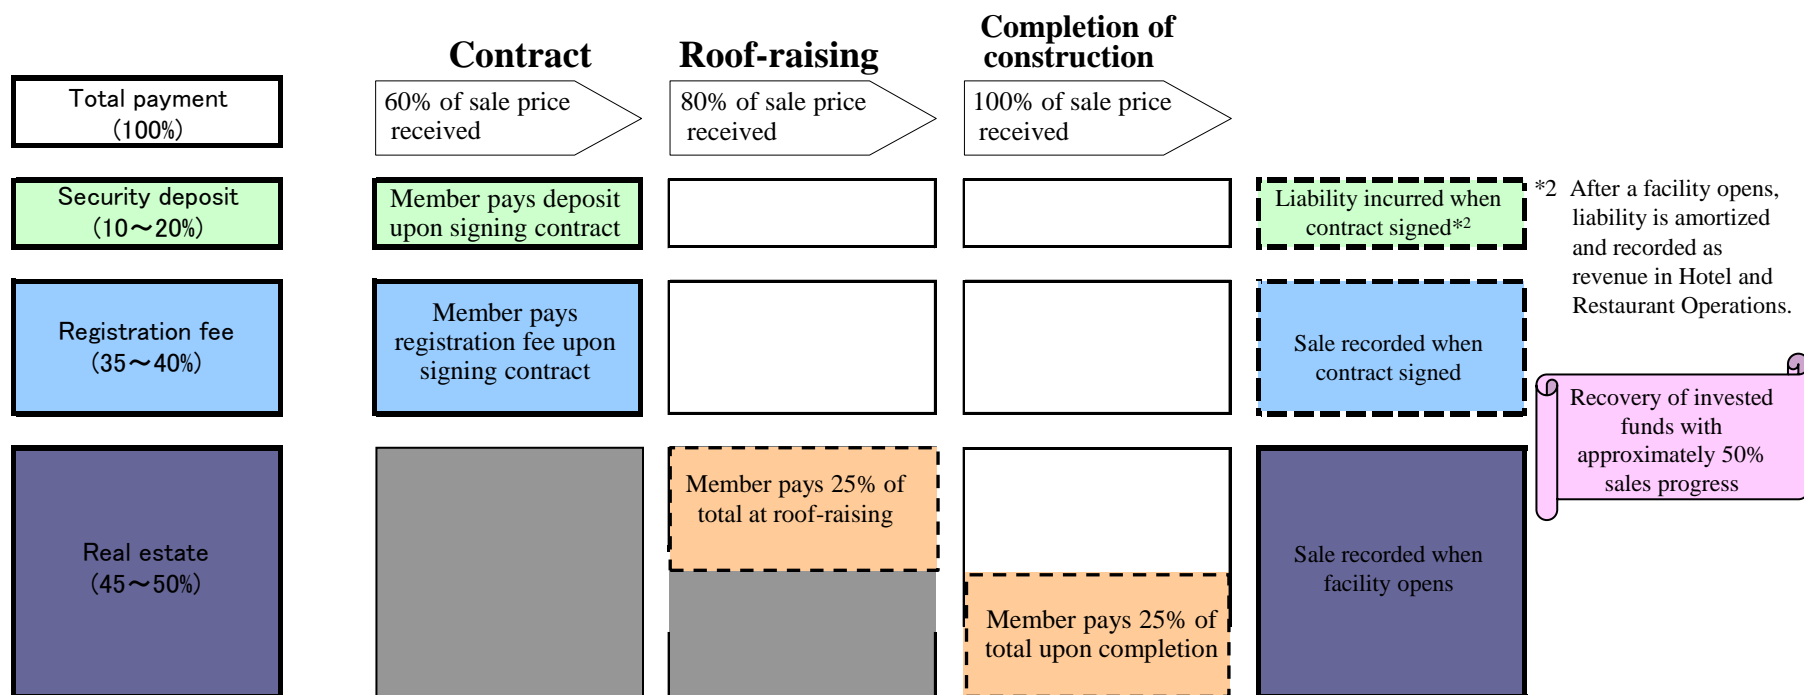 Contract
Roof-raising
Completion of
construction
Total payment
(100%)
60% of sale price
received
80% of sale price
received
100% of sale price
received
Security deposit
(10～20%)
Member pays deposit
upon signing contract
Liability incurred when
contract signed*2
*2 After a facility opens,
liability is amortized
and recorded as
revenue in Hotel and
Restaurant Operations.
Registration fee
(35～40%)
Member pays
registration fee upon
signing contract
Sale recorded when
contract signed
Recovery of invested
funds with
approximately 50%
sales progress
Real estate
(45～50%)
Member pays 25% of
total at roof-raising
Member pays 25% of
total upon completion
Sale recorded when
facility opens